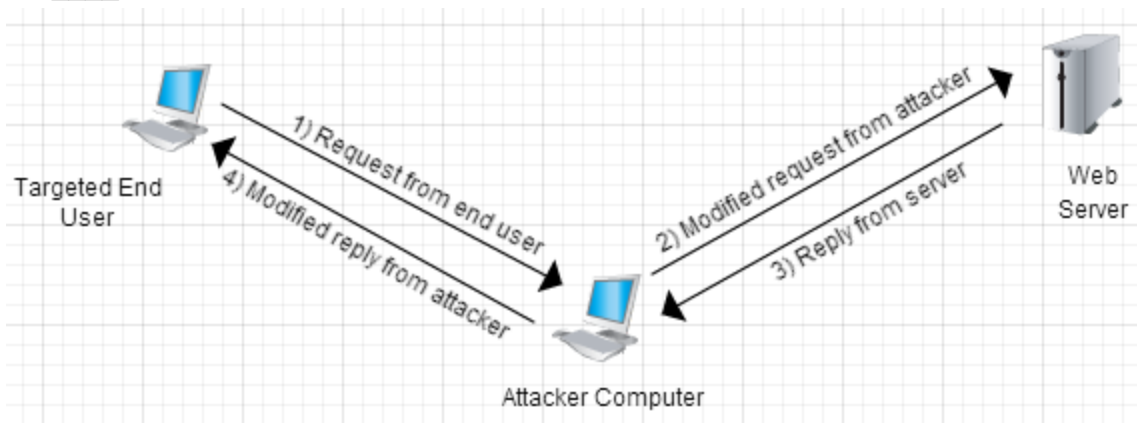 Targeted End
User
1) Request from end user
4) Modified reply from attacker
2) Modified request from attacker
3) Reply from server
Web
Server
Attacker Computer